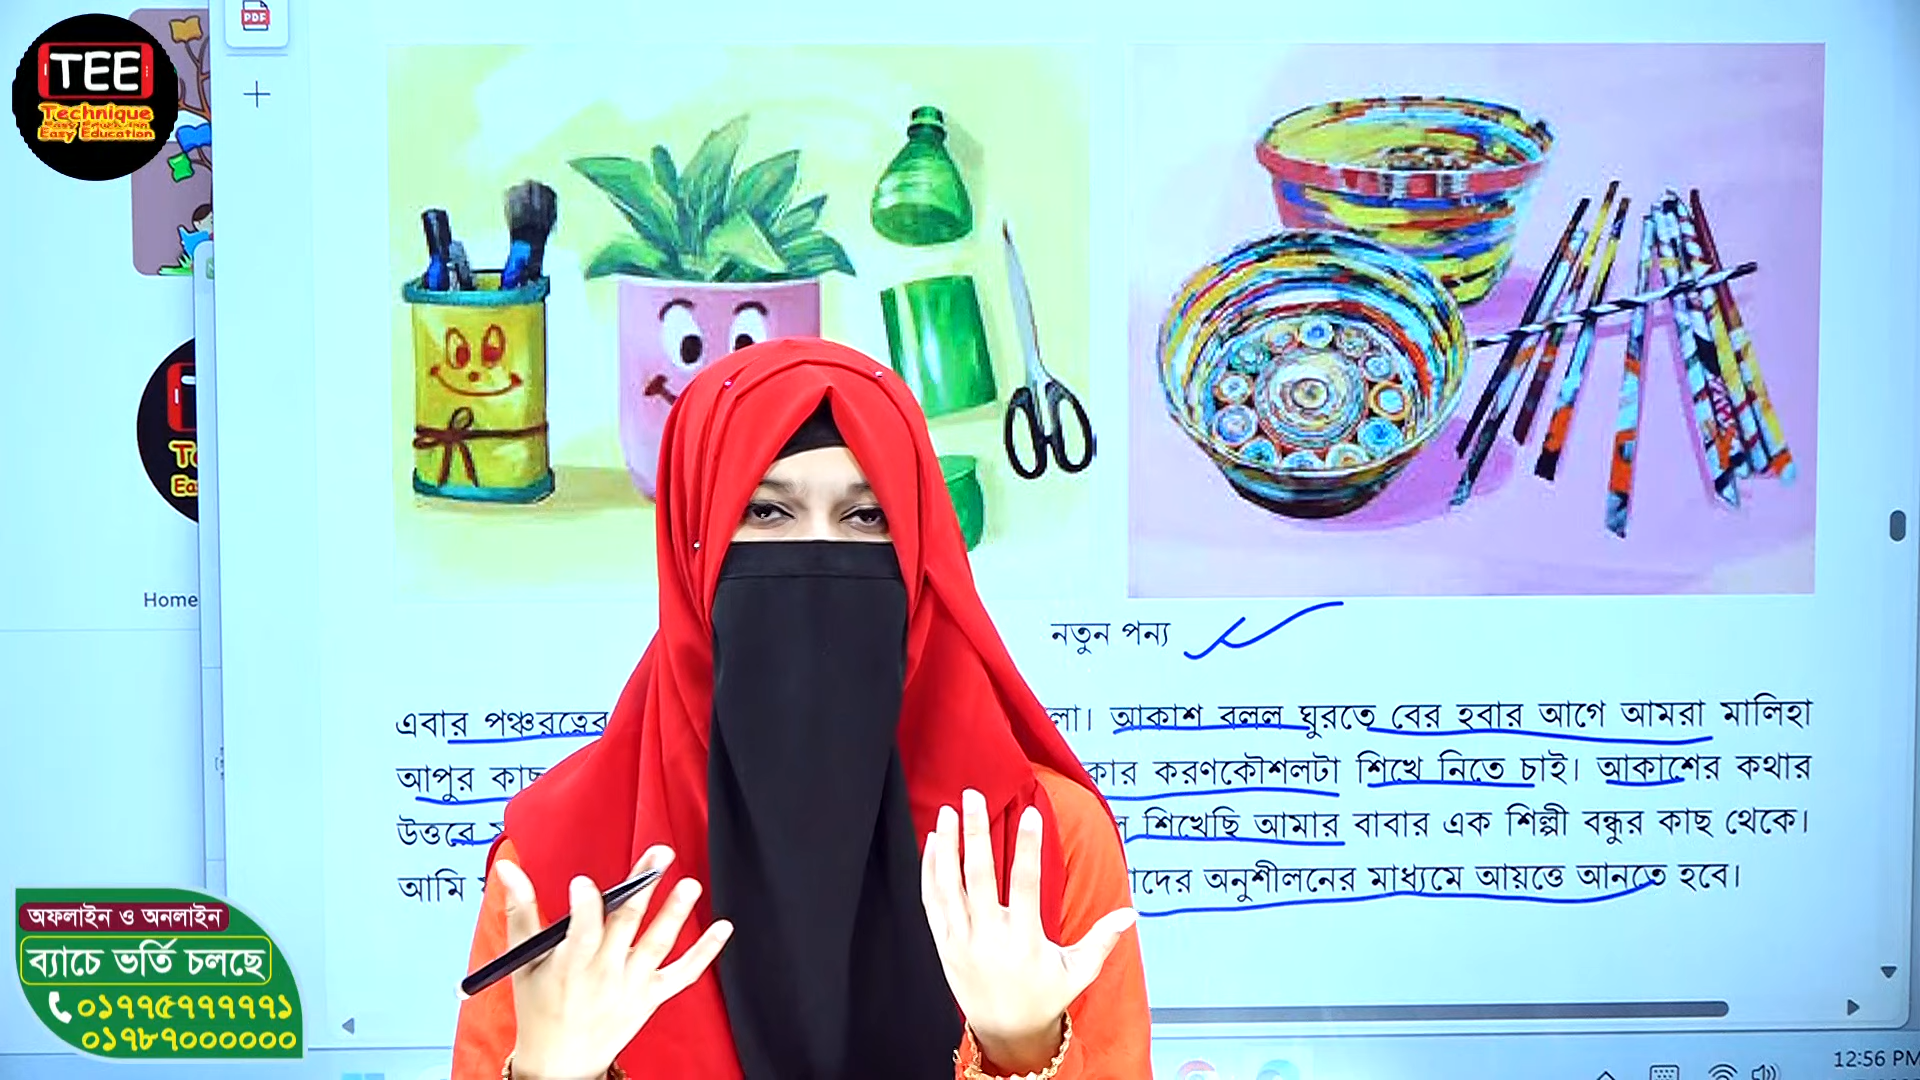 TEE
Technique
Easy Education
PDF
Home
নতুন পন্য
এবার পঞ্চরত্নের লো। আকাশ বলল ঘুরতে বের হবার আগে আমরা মালিহা
আপুর কাছ কার করণকৌশলটা শিখে নিতে চাই। আকাশের কথার
উত্তরে শিখেছি আমার বাবার এক শিল্পী বন্ধুর কাছ থেকে।
আমি াদের অনুশীলনের মাধ্যমে আয়ত্তে আনতে হবে।
অফলাইন ও অনলাইন
ব্যাচে ভর্তি চলছে
০১৭৭৫৭৭৭৭৭১
০১৭৮৭০০০০০০
12:56 PM